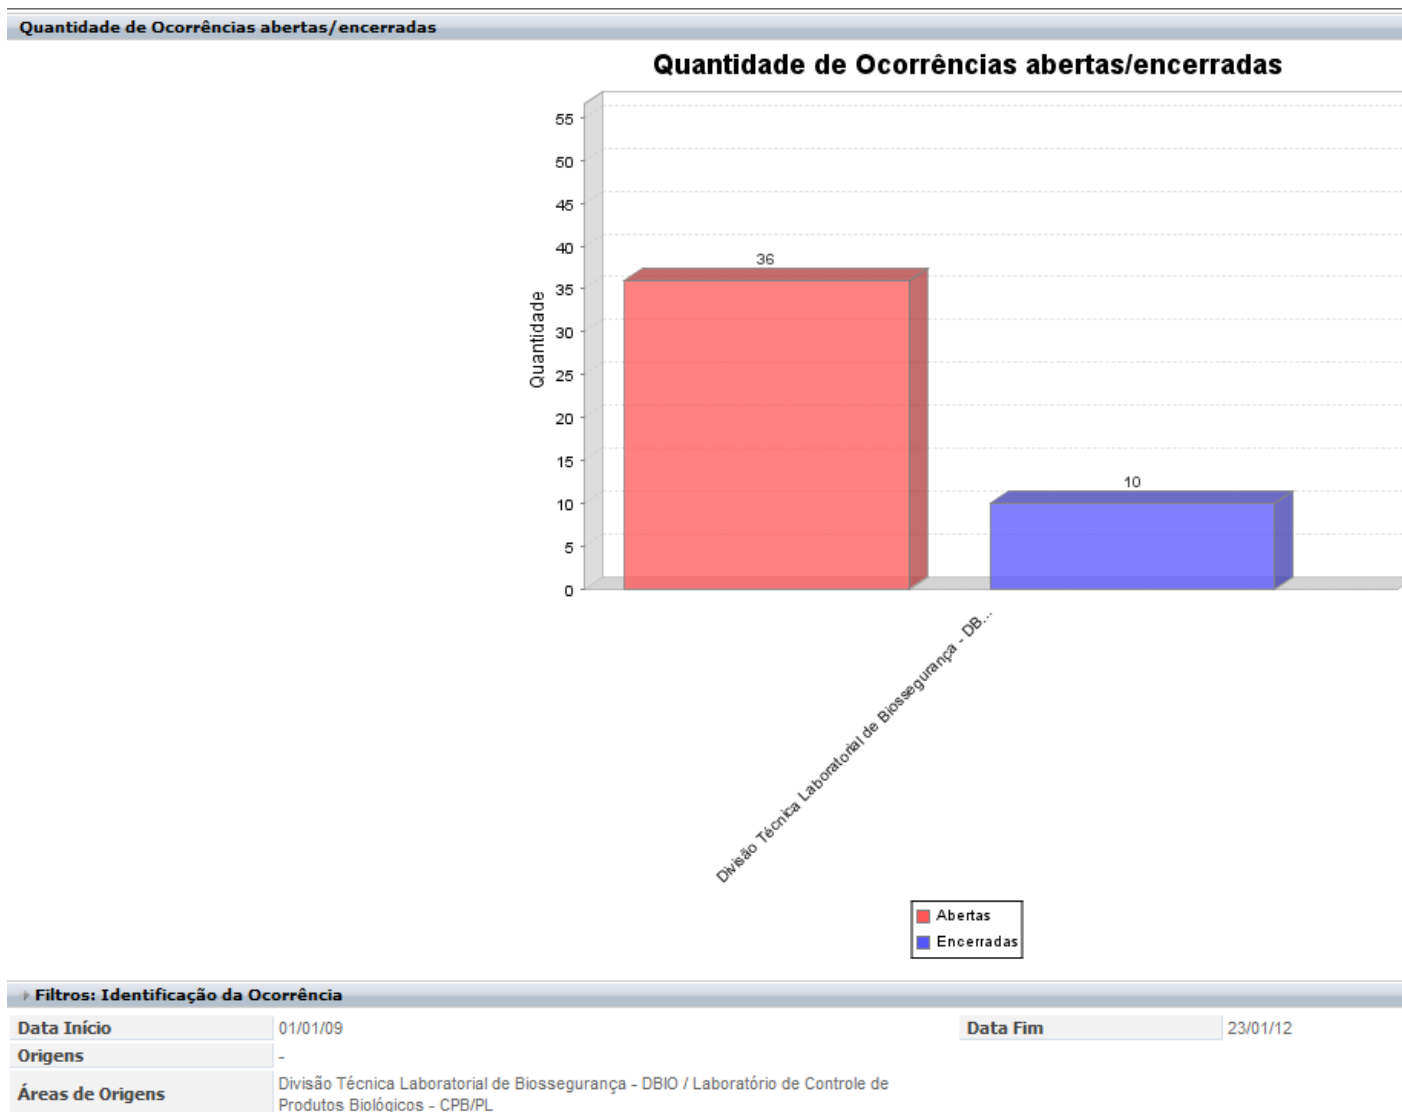 Quantidade de Ocorrências abertas/encerradas
Quantidade de Ocorrências abertas/encerradas
55
50
45
40
35
30
25
20
15
10
5
0
Quantidade
36
10
Divisão Técnica Laboratorial de Biossegurança - DB...
Abertas
Encerradas
Filtros: Identificação da Ocorrência
Data Início 01/01/09 Data Fim 23/01/12
Origens -
Áreas de Origens Divisão Técnica Laboratorial de Biossegurança - DBIO / Laboratório de Controle de
Produtos Biológicos - CPB/PL